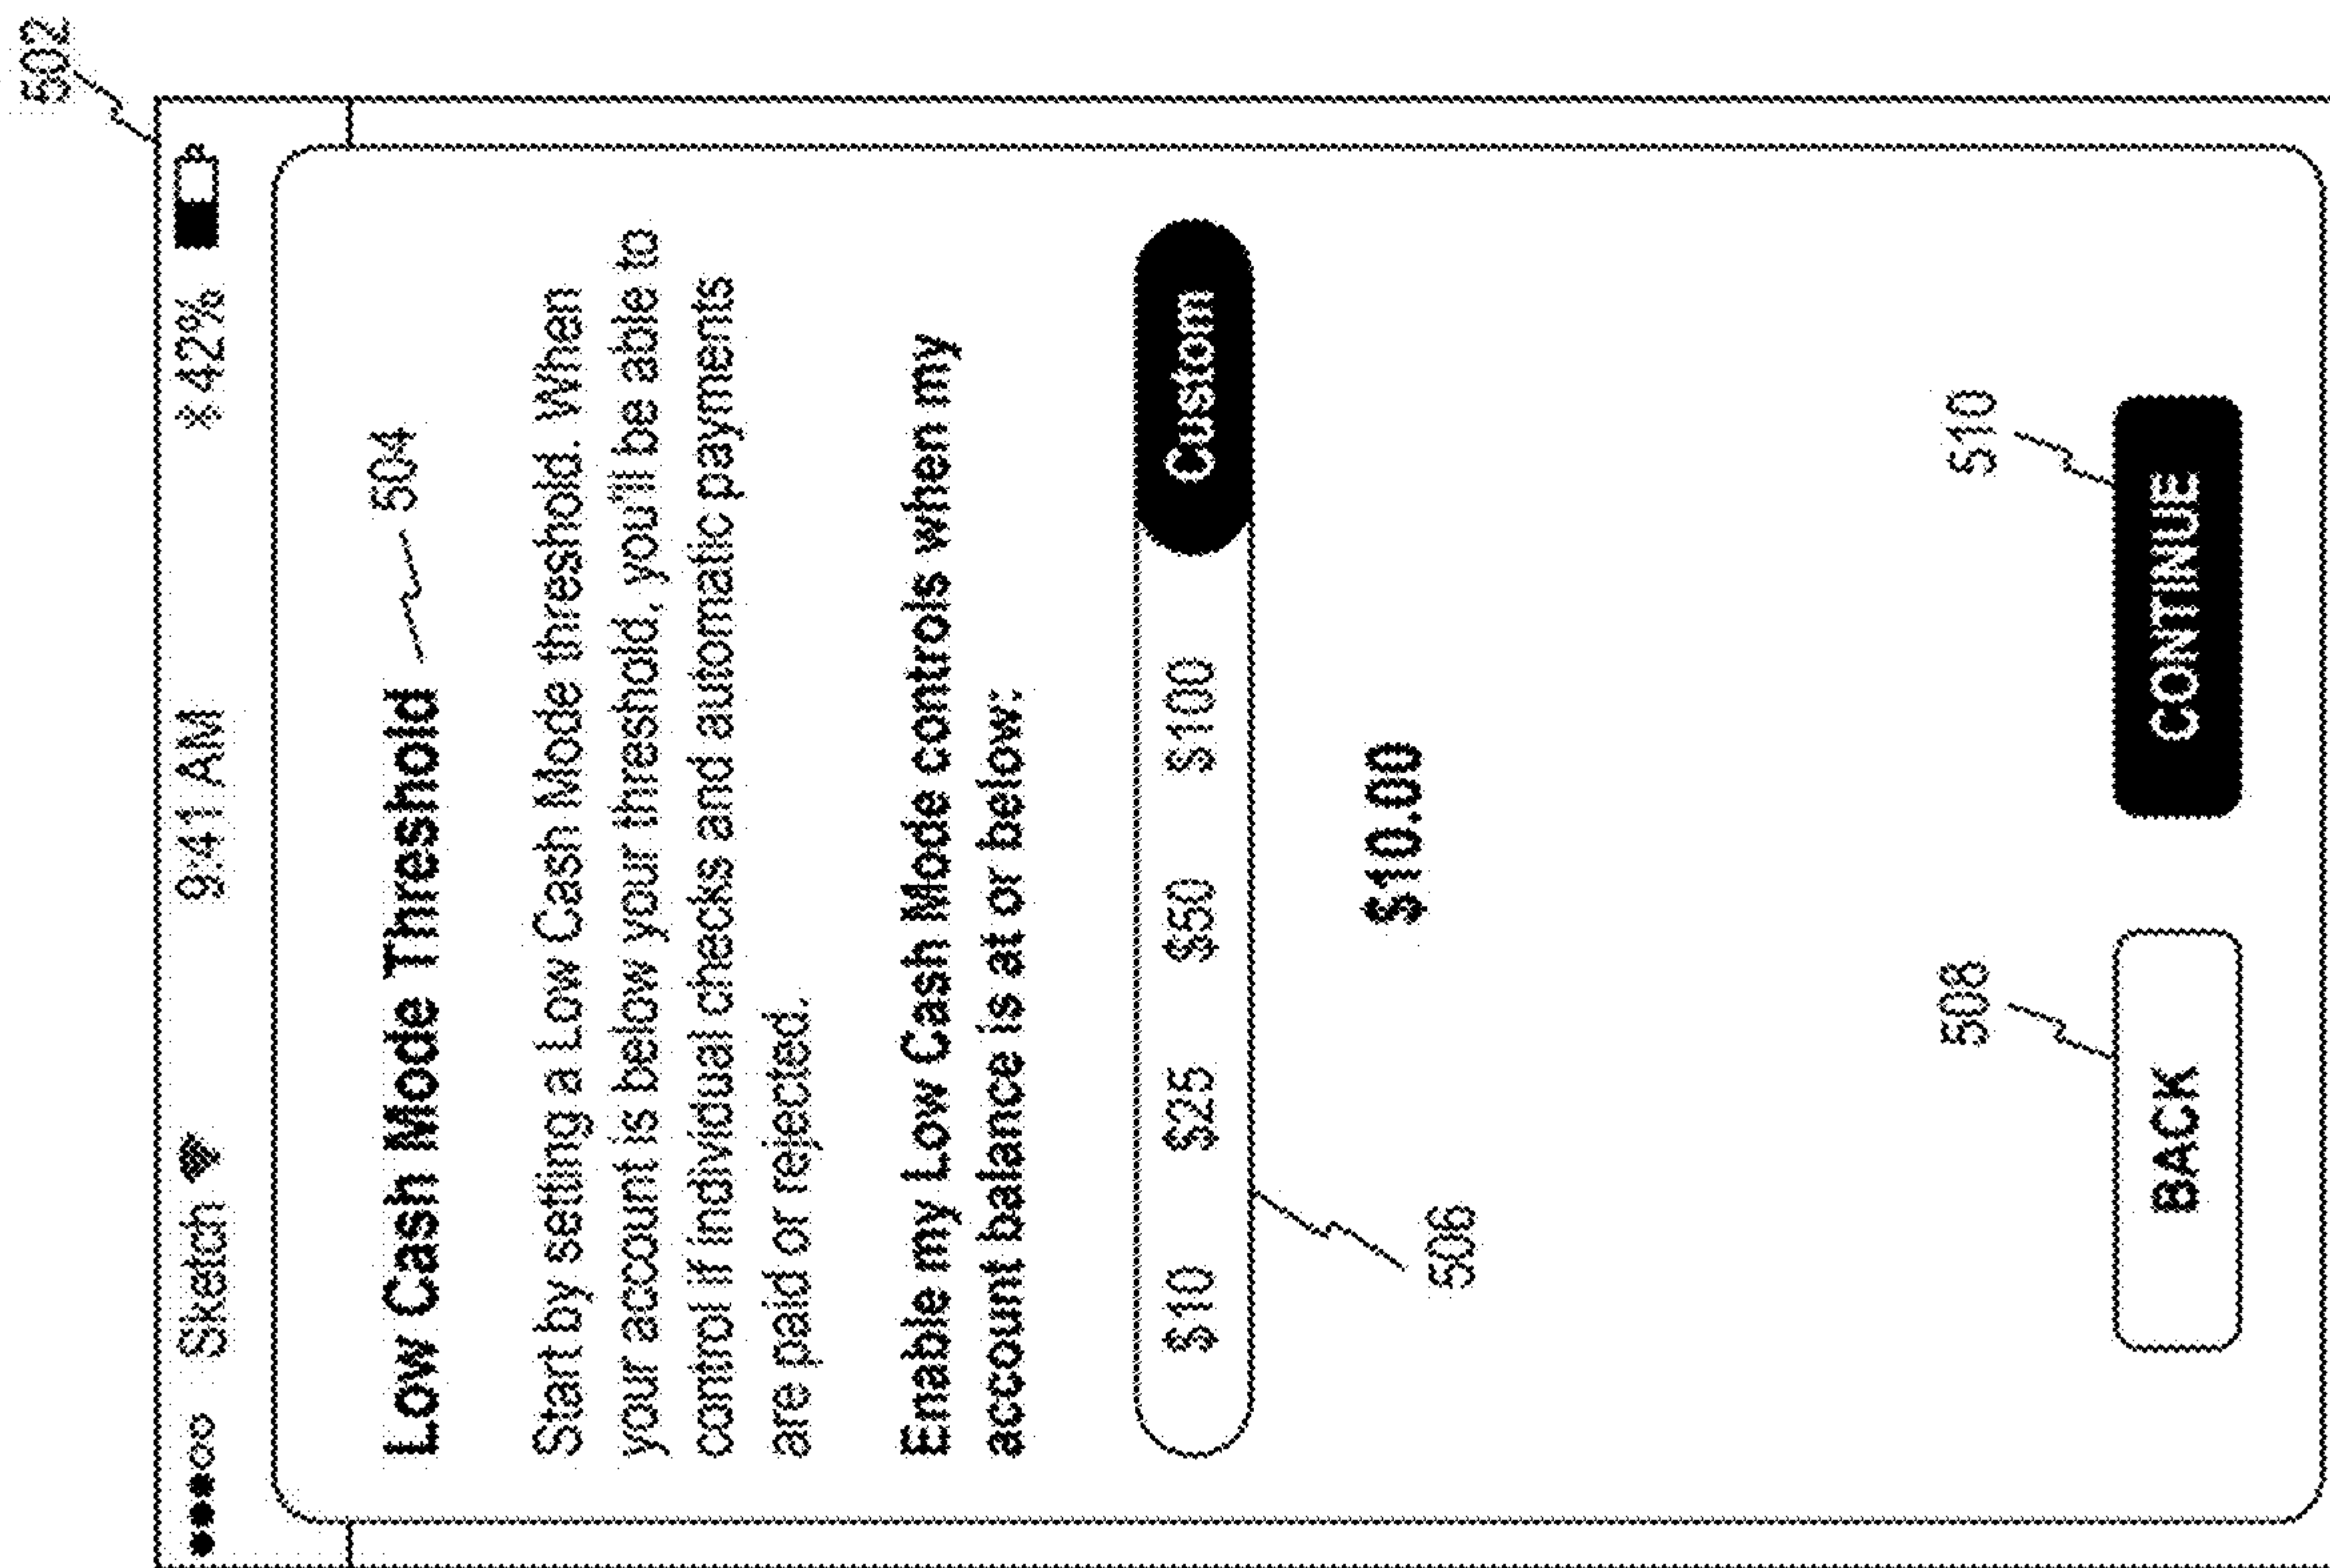 502
Sketch 9:41 AM 42%
Low Cash Mode Threshold 504
Start by setting a Low Cash Mode threshold. When
your account is below your threshold, you'll be able to
control if individual checks and automatic payments
are paid or rejected.
Enable my Low Cash Mode controls when my
account balance is at or below:
$10 $25 $50 $100 Custom
506
$10.00
508 510
BACK CONTINUE